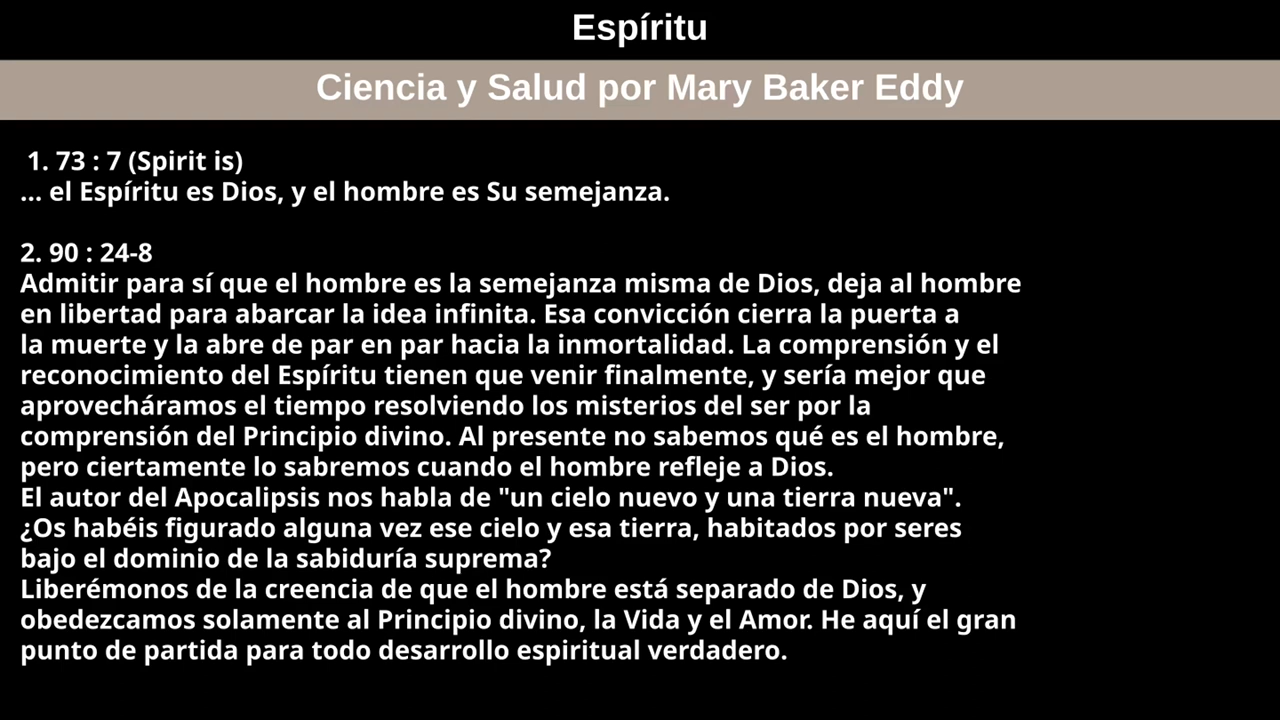 Espíritu
Ciencia y Salud por Mary Baker Eddy
1. 73 : 7 (Spirit is)
... el Espíritu es Dios, y el hombre es Su semejanza.
2. 90 : 24-8
Admitir para sí que el hombre es la semejanza misma de Dios, deja al hombre
en libertad para abarcar la idea infinita. Esa convicción cierra la puerta a
la muerte y la abre de par en par hacia la inmortalidad. La comprensión y el
reconocimiento del Espíritu tienen que venir finalmente, y sería mejor que
aprovecháramos el tiempo resolviendo los misterios del ser por la
comprensión del Principio divino. Al presente no sabemos qué es el hombre,
pero ciertamente lo sabremos cuando el hombre refleje a Dios.
El autor del Apocalipsis nos habla de "un cielo nuevo y una tierra nueva".
¿Os habéis figurado alguna vez ese cielo y esa tierra, habitados por seres
bajo el dominio de la sabiduría suprema?
Liberémonos de la creencia de que el hombre está separado de Dios, y
obedezcamos solamente al Principio divino, la Vida y el Amor. He aquí el gran
punto de partida para todo desarrollo espiritual verdadero.